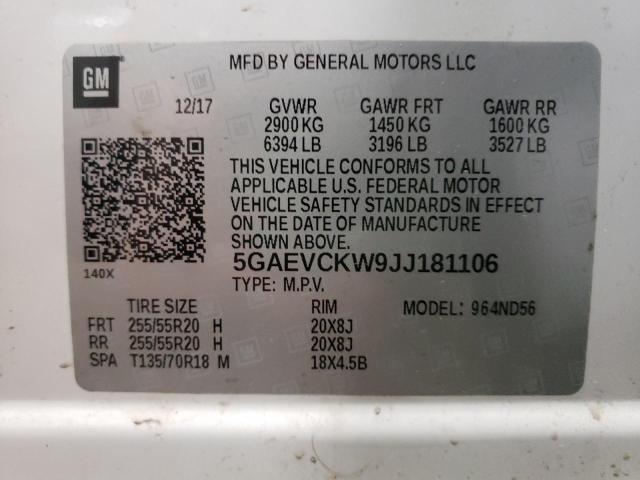 GM
MFD BY GENERAL MOTORS LLC
12/17 GVWR GAWR FRT GAWR RR
2900 KG 1450 KG 1600 KG
6394 LB 3196 LB 3527 LB
THIS VEHICLE CONFORMS TO ALL
APPLICABLE U.S. FEDERAL MOTOR
VEHICLE SAFETY STANDARDS IN EFFECT
ON THE DATE OF MANUFACTURE
SHOWN ABOVE.
5GAEVCKW9JJ181106
140X
TYPE: M.P.V.
TIRE SIZE RIM MODEL: 964ND56
FRT 255/55R20 H 20X8J
RR 255/55R20 H 20X8J
SPA T135/70R18 M 18X4.5B